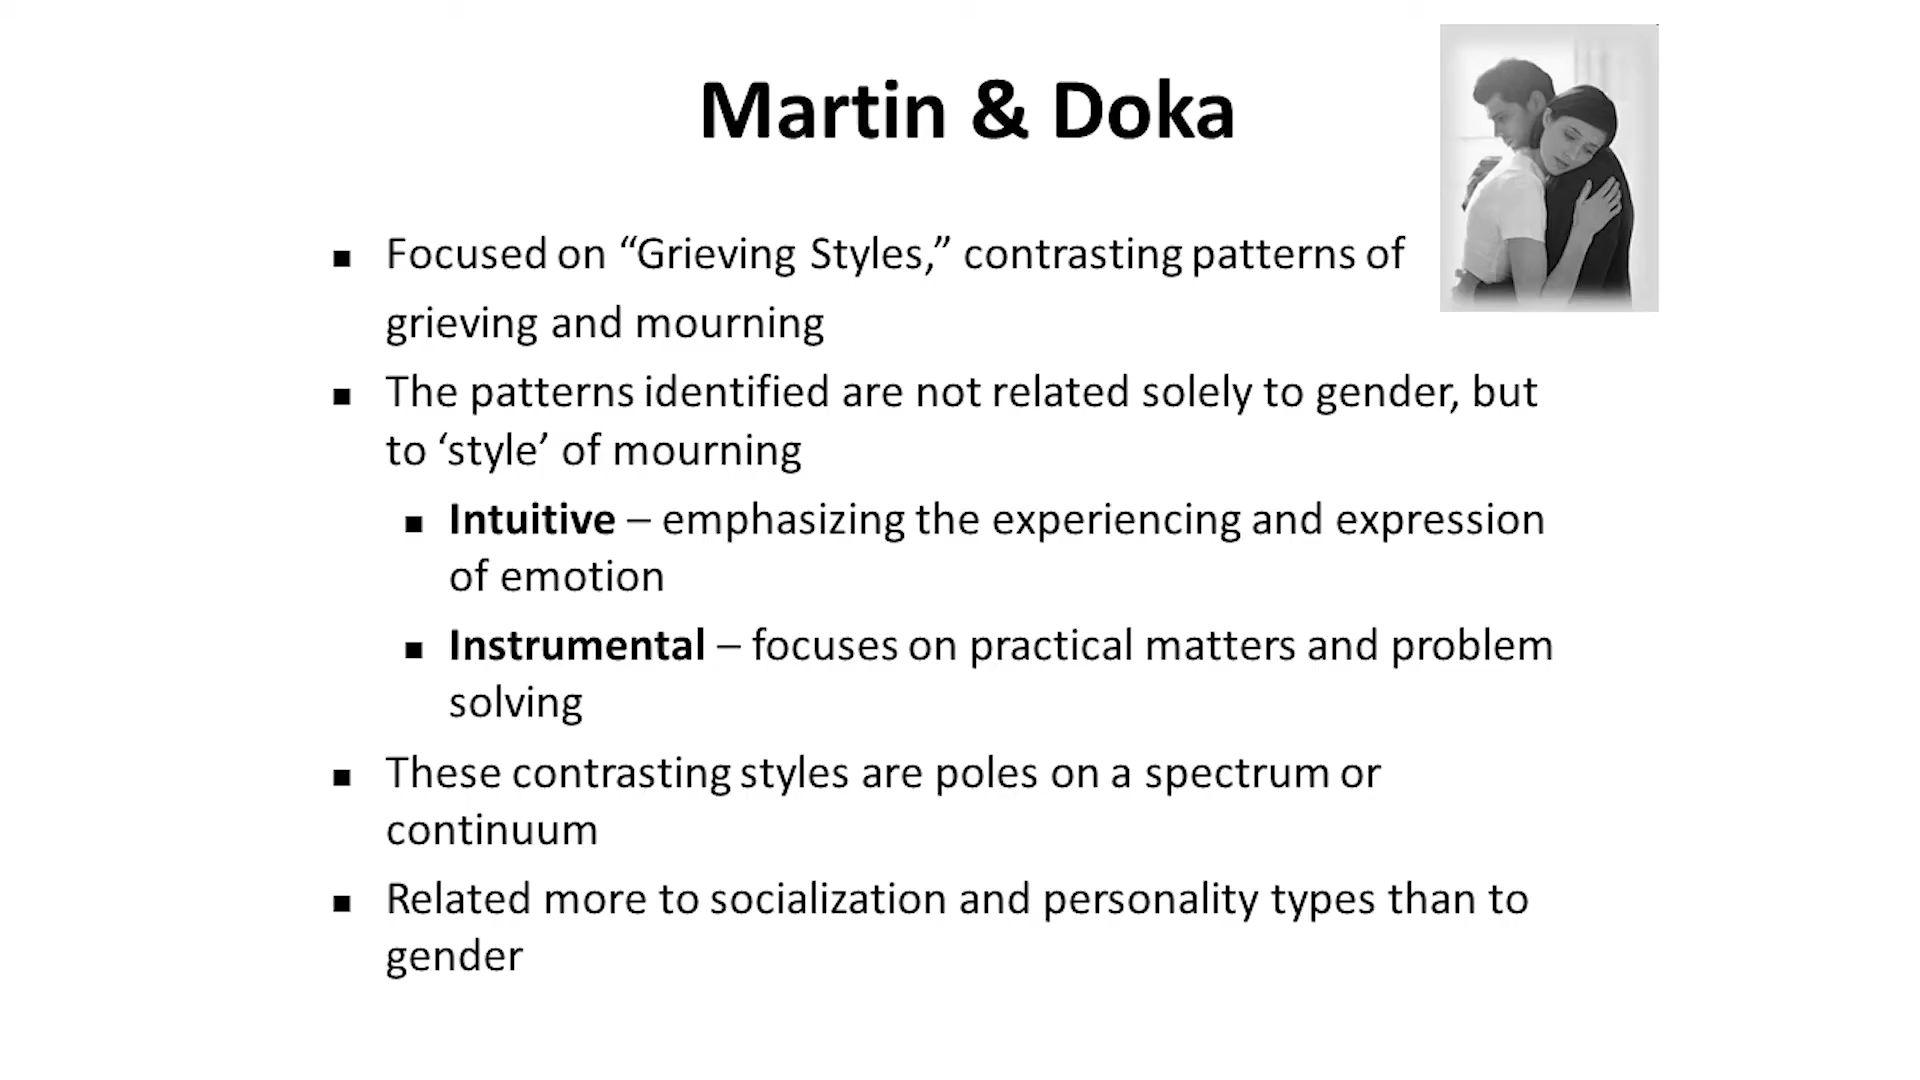 Martin & Doka
▪ Focused on “Grieving Styles,” contrasting patterns of
grieving and mourning
▪ The patterns identified are not related solely to gender, but
to ‘style’ of mourning
▪ Intuitive – emphasizing the experiencing and expression
of emotion
▪ Instrumental – focuses on practical matters and problem
solving
▪ These contrasting styles are poles on a spectrum or
continuum
▪ Related more to socialization and personality types than to
gender